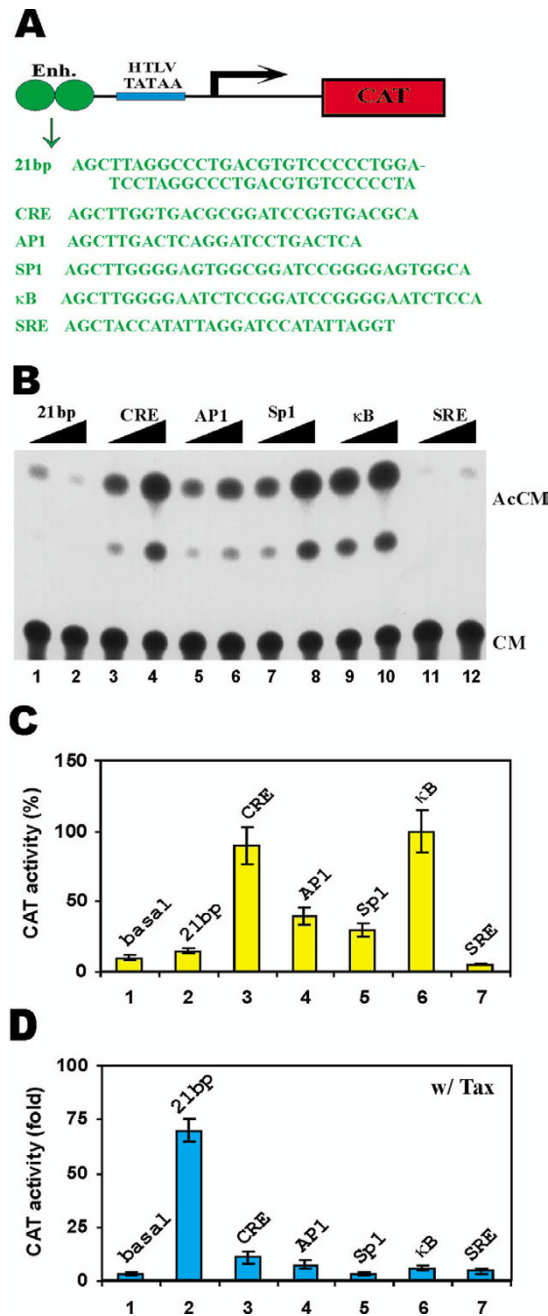 A
Enh.
HTLV
TATAA
CAT
21bp AGCTTAGGCCCTGACGTGTCCCCCTGGA-
TCCTAGGCCCTGACGTGTCCCCCTA
CRE AGCTTGGTGACGCGGATCCGGTGACGCA
AP1 AGCTTGACTCAGGATCCTGACTCA
SP1 AGCTTGGGGAGTGGCGGATCCGGGGAGTGGCA
κB AGCTTGGGGAATCTCCGGATCCGGGGAATCTCCA
SRE AGCTACCATATTAGGATCCATATTAGGT
B
21bp CRE AP1 Sp1 κB SRE
AcCM
CM
1 2 3 4 5 6 7 8 9 10 11 12
C
CAT activity (%)
150
100
50
0
basal 21bp CRE AP1 Sp1 κB SRE
1 2 3 4 5 6 7
D
CAT activity (fold)
w/ Tax
100
75
50
25
0
basal 21bp CRE AP1 Sp1 κB SRE
1 2 3 4 5 6 7